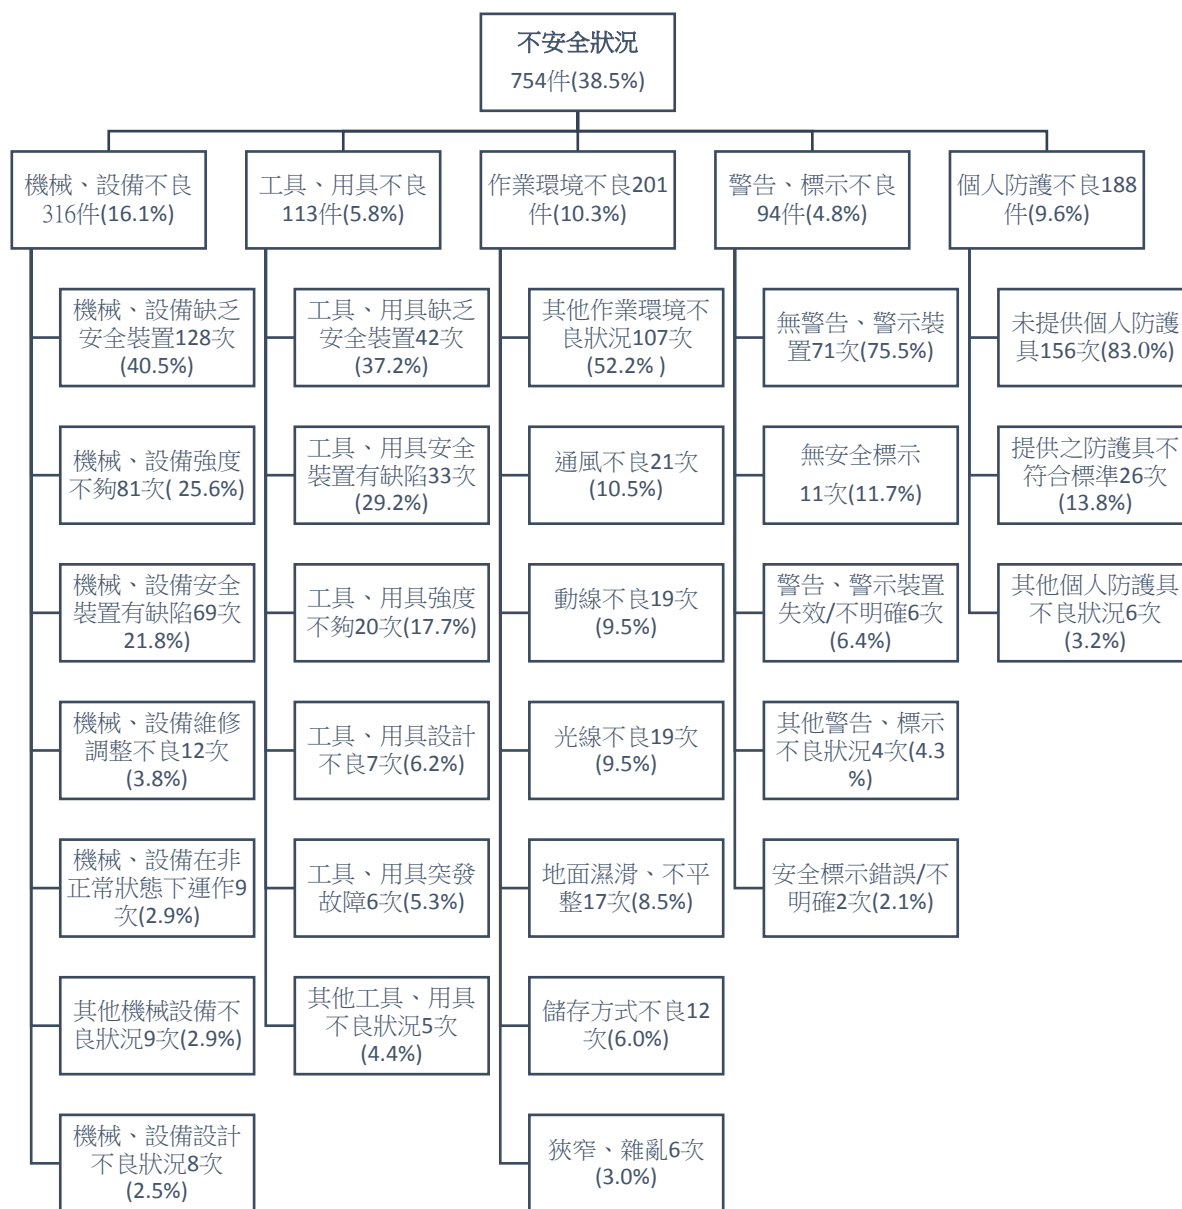 不安全狀況
754件(38.5%)
機械、設備不良
316件(16.1%)
機械、設備缺乏
安全裝置128次
(40.5%)
機械、設備強度
不夠81次( 25.6%)
機械、設備安全
裝置有缺陷69次
21.8%)
機械、設備維修
調整不良12次
(3.8%)
機械、設備在非
正常狀態下運作9
次(2.9%)
其他機械設備不
良狀況9次(2.9%)
機械、設備設計
不良狀況8次
(2.5%)
工具、用具不良
113件(5.8%)
工具、用具缺乏
安全裝置42次
(37.2%)
工具、用具安全
裝置有缺陷33次
(29.2%)
工具、用具強度
不夠20次(17.7%)
工具、用具設計
不良7次(6.2%)
工具、用具突發
故障6次(5.3%)
其他工具、用具
不良狀況5次
(4.4%)
作業環境不良201
件(10.3%)
其他作業環境不
良狀況107次
(52.2% )
通風不良21次
(10.5%)
動線不良19次
(9.5%)
光線不良19次
(9.5%)
地面濕滑、不平
整17次(8.5%)
儲存方式不良12
次(6.0%)
狹窄、雜亂6次
(3.0%)
警告、標示不良
94件(4.8%)
無警告、警示裝
置71次(75.5%)
無安全標示
11次(11.7%)
警告、警示裝置
失效/不明確6次
(6.4%)
其他警告、標示
不良狀況4次(4.3
%)
安全標示錯誤/不
明確2次(2.1%)
個人防護不良188
件(9.6%)
未提供個人防護
具156次(83.0%)
提供之防護具不
符合標準26次
(13.8%)
其他個人防護具
不良狀況6次
(3.2%)